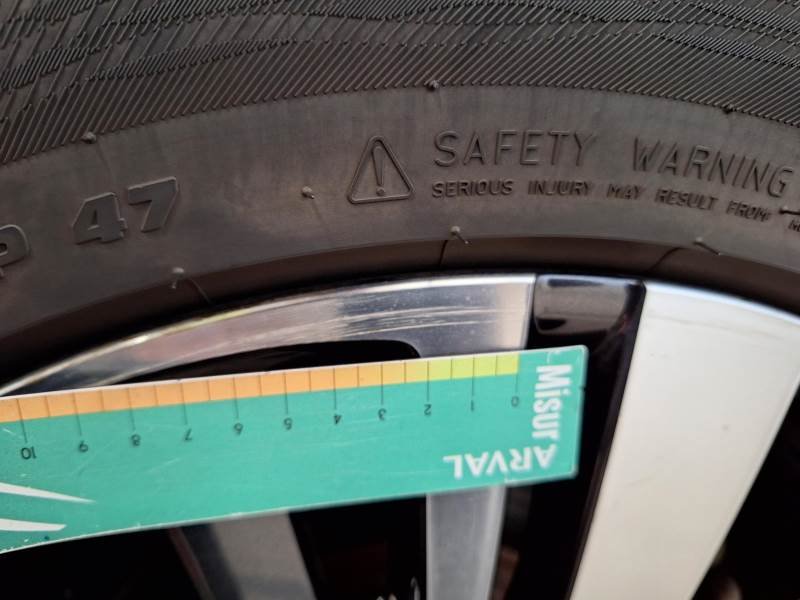 SAFETY WARNING
SERIOUS INJURY MAY RESULT FROM
47
0 1 2 3 4 5 6 7 8 9 10
Misur
ARVAL